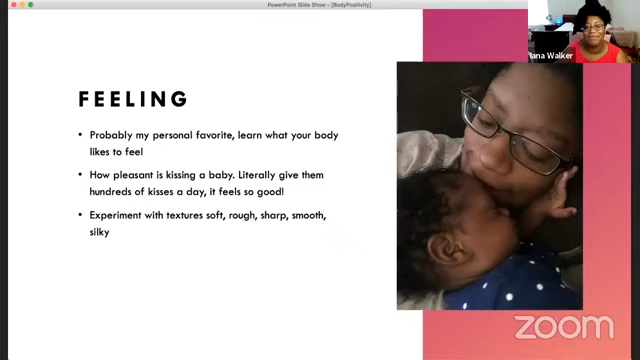 PowerPoint Slide Show - [BodyPositivity]
lana Walker
FEELING
• Probably my personal favorite, learn what your body
likes to feel
• How pleasant is kissing a baby. Literally give them
hundreds of kisses a day, it feels so good!
• Experiment with textures soft, rough, sharp, smooth,
silky
zoom